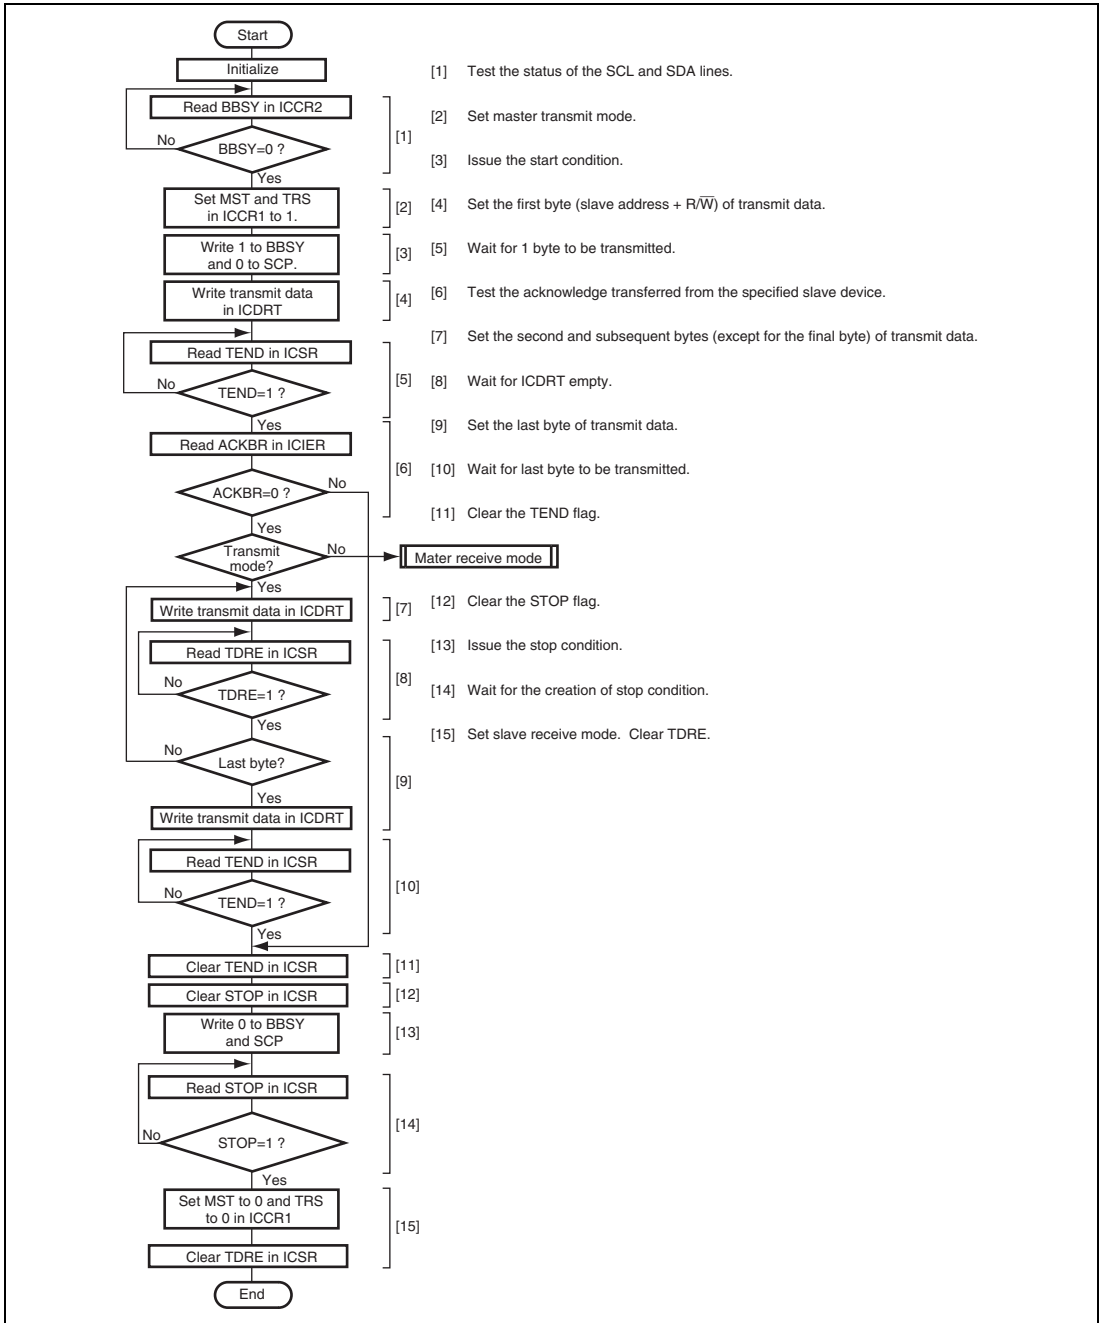 Start
Initialize
Read BBSY in ICCR2
No
BBSY=0 ?
Yes
[1]
Set MST and TRS
in ICCR1 to 1.
[2]
Write 1 to BBSY
and 0 to SCP.
[3]
Write transmit data
in ICDRT
[4]
Read TEND in ICSR
No
TEND=1 ?
Yes
[5]
Read ACKBR in ICIER
ACKBR=0 ?
No
Yes
[6]
Transmit
mode?
No
Mater receive mode
Yes
Write transmit data in ICDRT
[7]
Read TDRE in ICSR
No
TDRE=1 ?
Yes
[8]
No
Last byte?
Yes
[9]
Write transmit data in ICDRT
Read TEND in ICSR
No
TEND=1 ?
Yes
[10]
Clear TEND in ICSR
[11]
Clear STOP in ICSR
[12]
Write 0 to BBSY
and SCP
[13]
Read STOP in ICSR
No
STOP=1 ?
Yes
[14]
Set MST to 0 and TRS
to 0 in ICCR1
[15]
Clear TDRE in ICSR
End
[1] Test the status of the SCL and SDA lines.
[2] Set master transmit mode.
[3] Issue the start condition.
[4] Set the first byte (slave address + R/W̅) of transmit data.
[5] Wait for 1 byte to be transmitted.
[6] Test the acknowledge transferred from the specified slave device.
[7] Set the second and subsequent bytes (except for the final byte) of transmit data.
[8] Wait for ICDRT empty.
[9] Set the last byte of transmit data.
[10] Wait for last byte to be transmitted.
[11] Clear the TEND flag.
[12] Clear the STOP flag.
[13] Issue the stop condition.
[14] Wait for the creation of stop condition.
[15] Set slave receive mode. Clear TDRE.